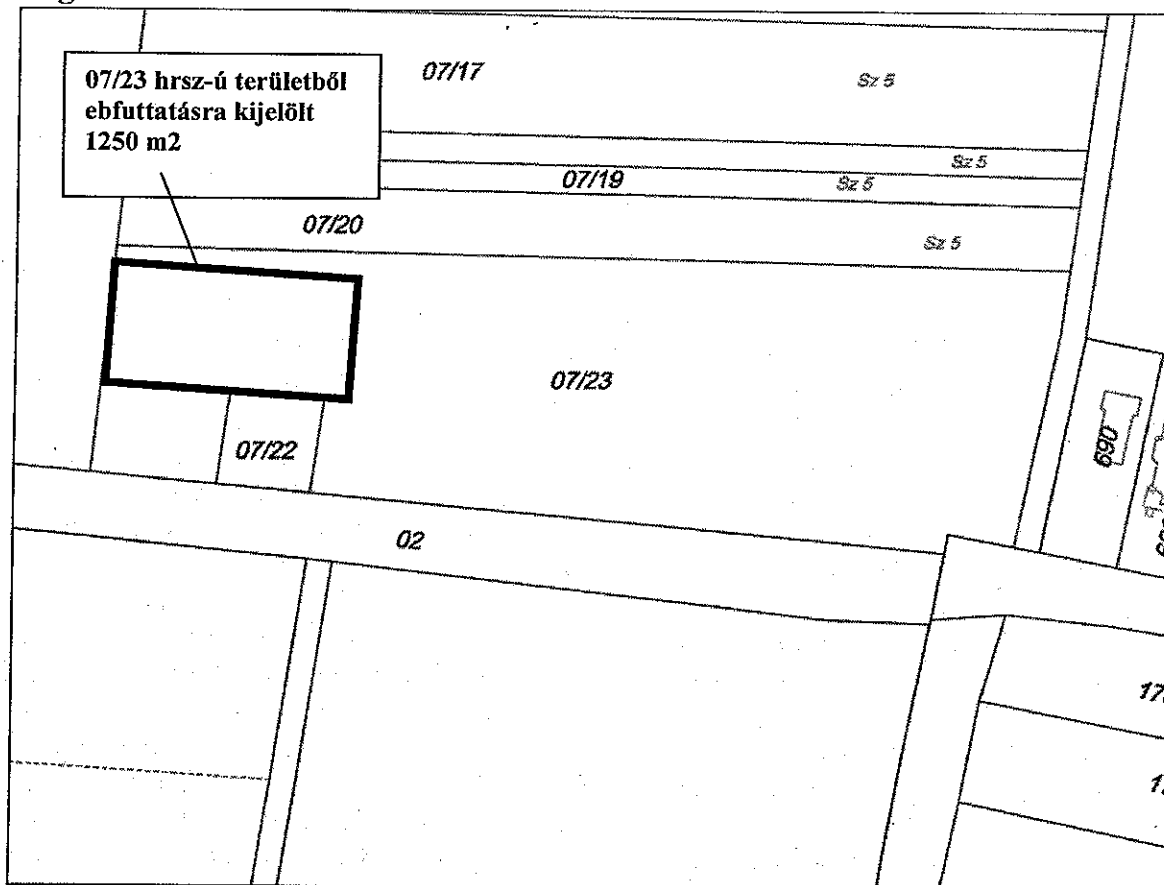 07/23 hrsz-ú területből
ebfuttatásra kijelölt
1250 m2
07/17
Sz 5
Sz 5
07/19
Sz 5
07/20
Sz 5
07/23
690
07/22
02